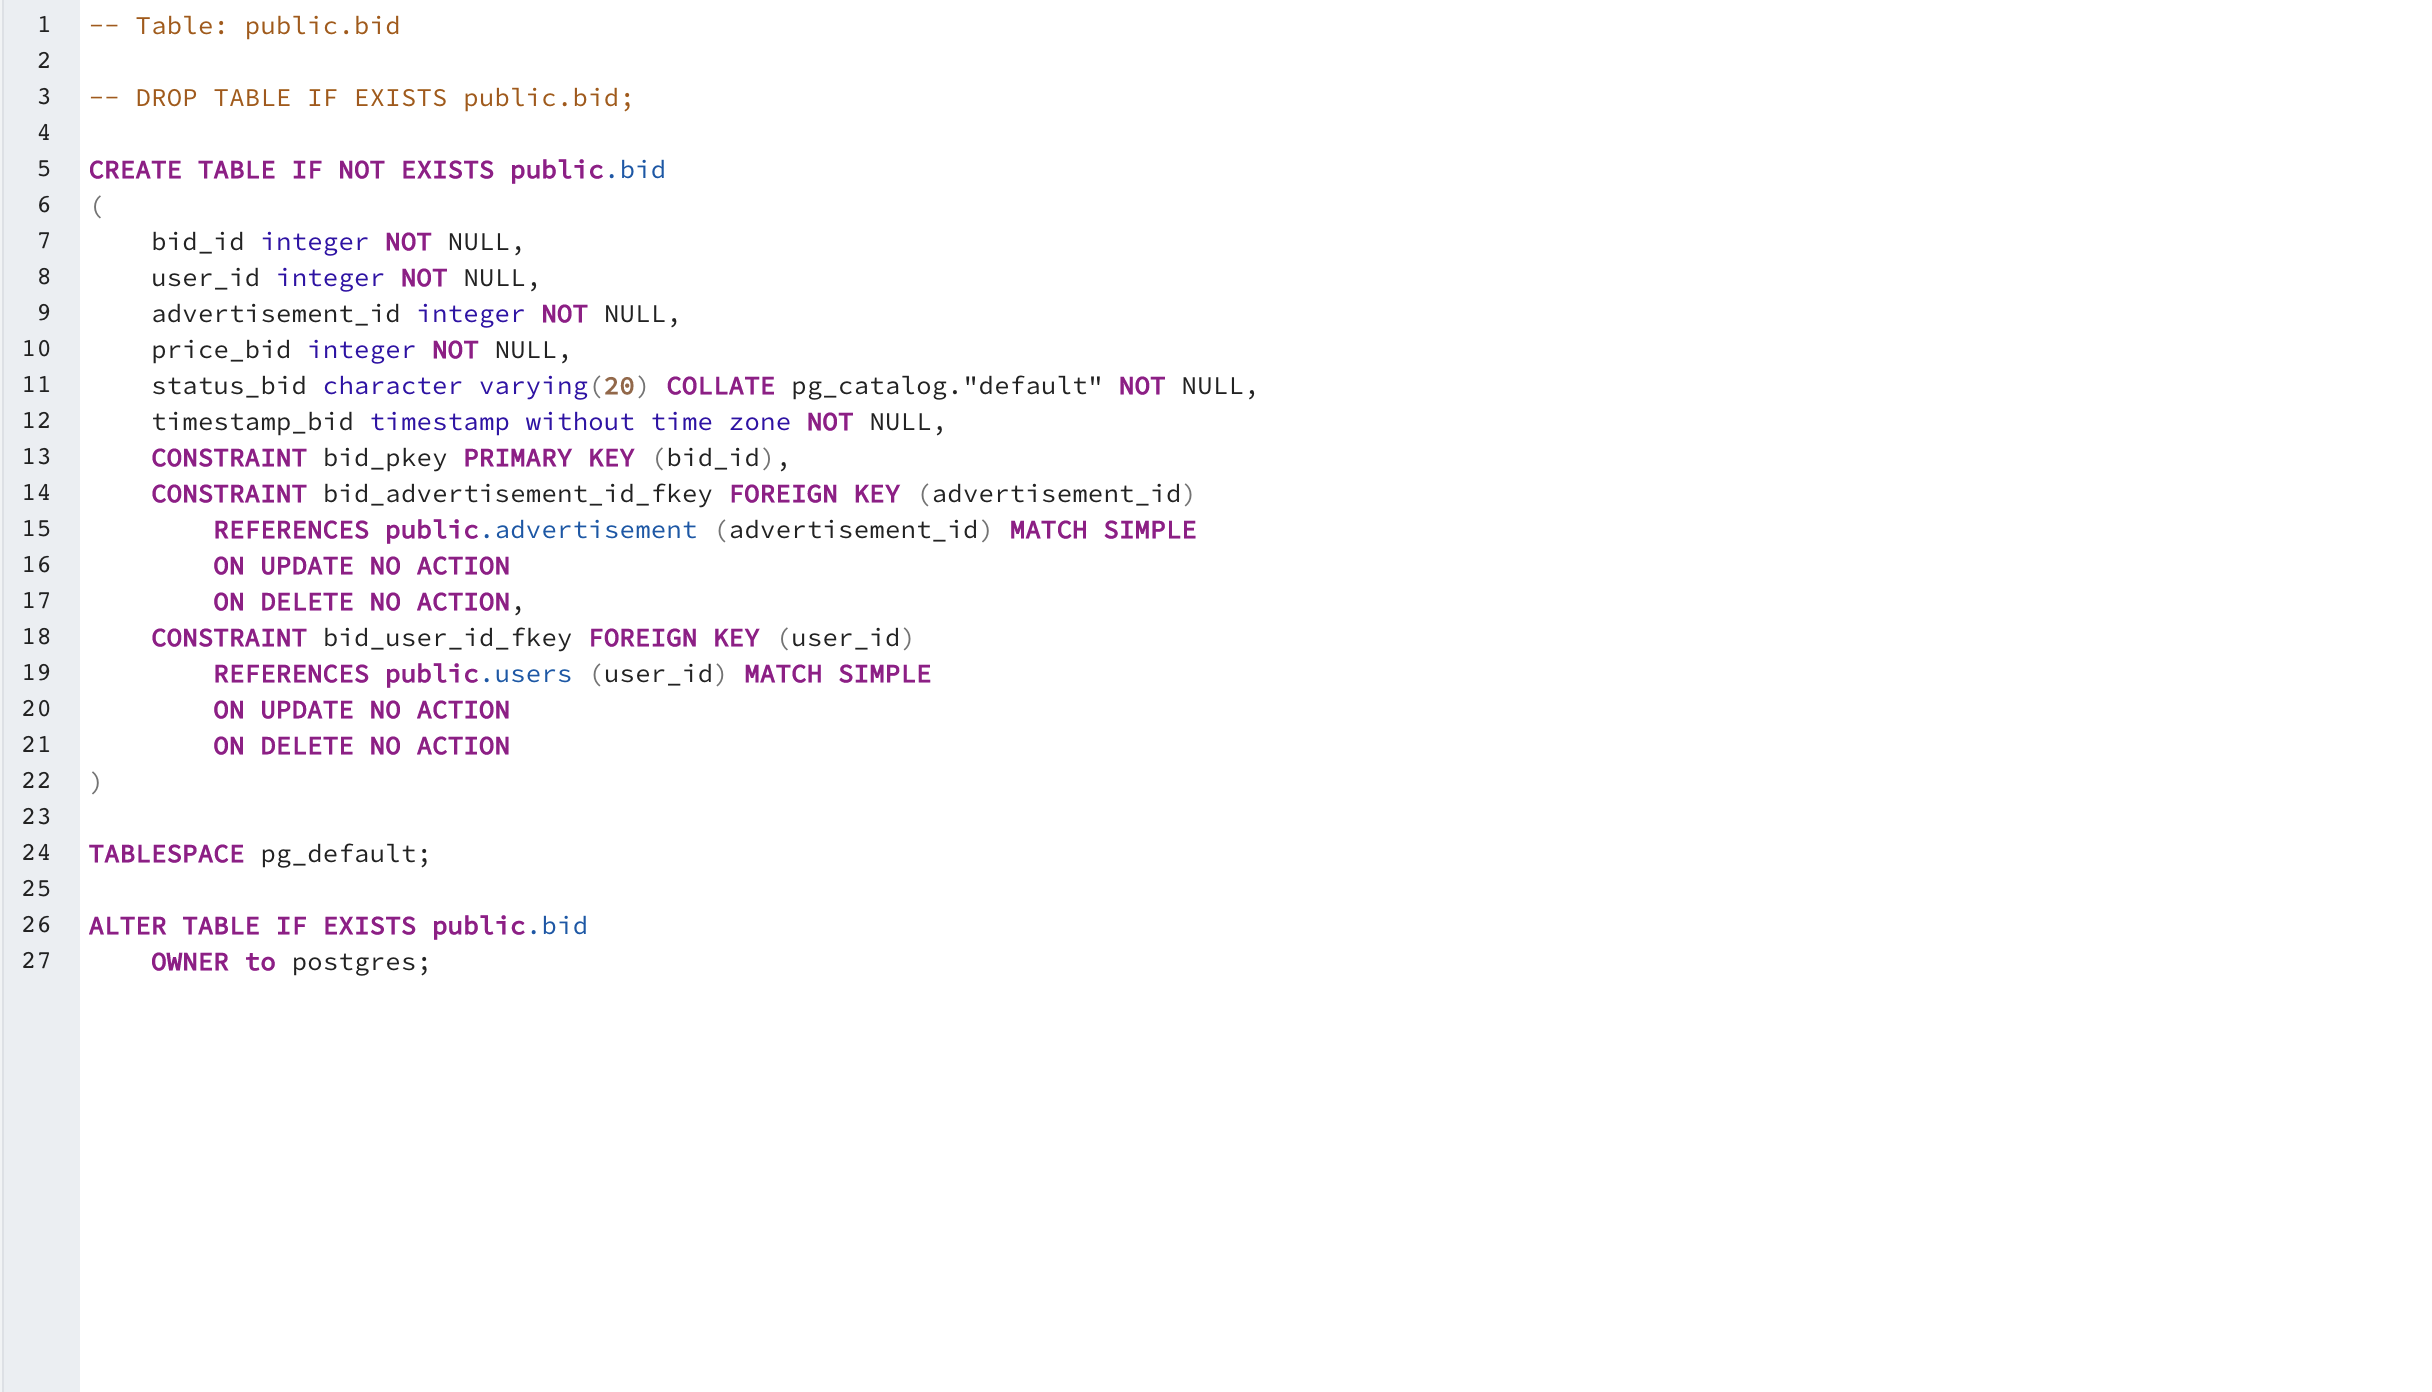 1 -- Table: public.bid
2
3 -- DROP TABLE IF EXISTS public.bid;
4
5 CREATE TABLE IF NOT EXISTS public.bid
6 (
7     bid_id integer NOT NULL,
8     user_id integer NOT NULL,
9     advertisement_id integer NOT NULL,
10     price_bid integer NOT NULL,
11     status_bid character varying(20) COLLATE pg_catalog."default" NOT NULL,
12     timestamp_bid timestamp without time zone NOT NULL,
13     CONSTRAINT bid_pkey PRIMARY KEY (bid_id),
14     CONSTRAINT bid_advertisement_id_fkey FOREIGN KEY (advertisement_id)
15         REFERENCES public.advertisement (advertisement_id) MATCH SIMPLE
16         ON UPDATE NO ACTION
17         ON DELETE NO ACTION,
18     CONSTRAINT bid_user_id_fkey FOREIGN KEY (user_id)
19         REFERENCES public.users (user_id) MATCH SIMPLE
20         ON UPDATE NO ACTION
21         ON DELETE NO ACTION
22 )
23
24 TABLESPACE pg_default;
25
26 ALTER TABLE IF EXISTS public.bid
27     OWNER to postgres;